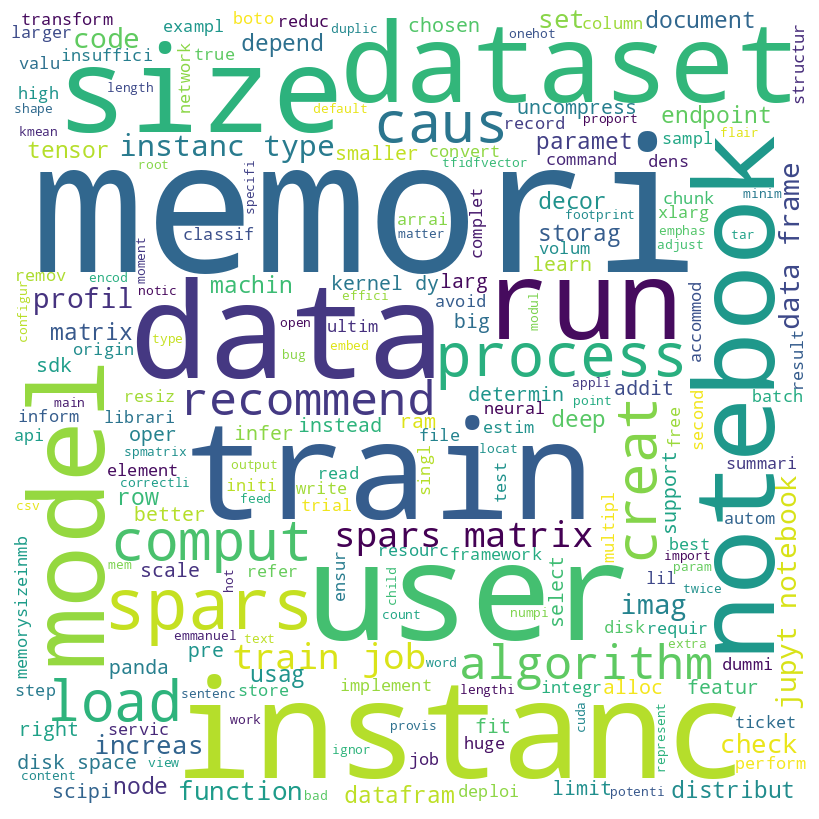 transform
boto
reduc
duplic
onehot
chosen
set
column
document
larger
exampl
code
depend
true
insuffici
valu
size
dataset
structur
high
length
network
default
caus
uncompress
proport
record
endpoint
flair
shape
kmean
tensor
instanc type
smaller
convert
paramet
command
sampl
dens
minim
root
specifi
tfidfvector
memori
decor
footprint
chunk
xlarg
data frame
classif
arrai
matter
complet
storag
volum
emphas
adjust
tar
learn
notebook
remov
encod
moment
notic
machin
kernel dy
larg
effici
avoid
big
modul
accommod
configur
profil
data
run
type
open
ultim
bug
embed
matrix
origin
process
result
sdk
model
recommend
determin
appli
addit
point
batch
main
resiz
neural
deep
free
second
inform
librari
api
oper
spmatrix
infer
instead
ram
file
estim
locat
creat
support
summari
element
correctli
train
output
read
singl
test
row
initi
write
feed
trial
csv
better
comput
spars matrix
multipl
autom
best
import
param
jupyt notebook
mem
scale
refer
ensur
resourc
framework
select
lil
twice
memorysizeinmb
hot
spars
user
child
count
numpi
imag
disk
requir
extra
emmanuel
text
word
pre
train job
algorithm
dummi
panda
usag
step
sentenc
store
implement
lengthi
integr
alloc
featur
load
right
servic
work
instanc
provis
fit
cuda
represent
ticket
increas
huge
check
disk space
view
ignor
job
perform
content
scipi
node
function
bad
datafram
deploi
limit
potenti
distribut